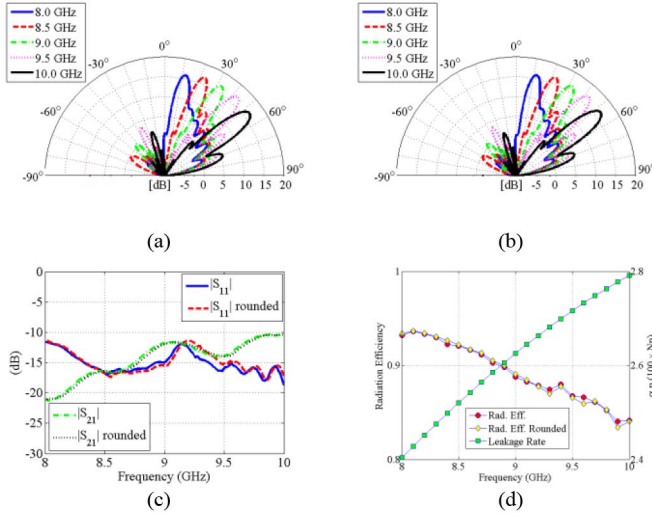 8.0 GHz
8.5 GHz
9.0 GHz
9.5 GHz
10.0 GHz
-90° -60° -30° 0° 30° 60° 90°
[dB] -5 0 5 10 15 20
(a)
8.0 GHz
8.5 GHz
9.0 GHz
9.5 GHz
10.0 GHz
-90° -60° -30° 0° 30° 60° 90°
[dB] -5 0 5 10 15 20
(b)
0
-5
-10
-15
-20
-25
-30
(dB)
|S11|
|S11| rounded
|S21|
|S21| rounded
8 8.5 9 9.5 10
Frequency (GHz)
(c)
1
0.9
0.8
Radiation Efficiency
2.8
2.6
2.4
Rad. Eff.
Rad. Eff. Rounded
Leakage Rate
8 8.5 9 9.5 10
Frequency (GHz)
(d)